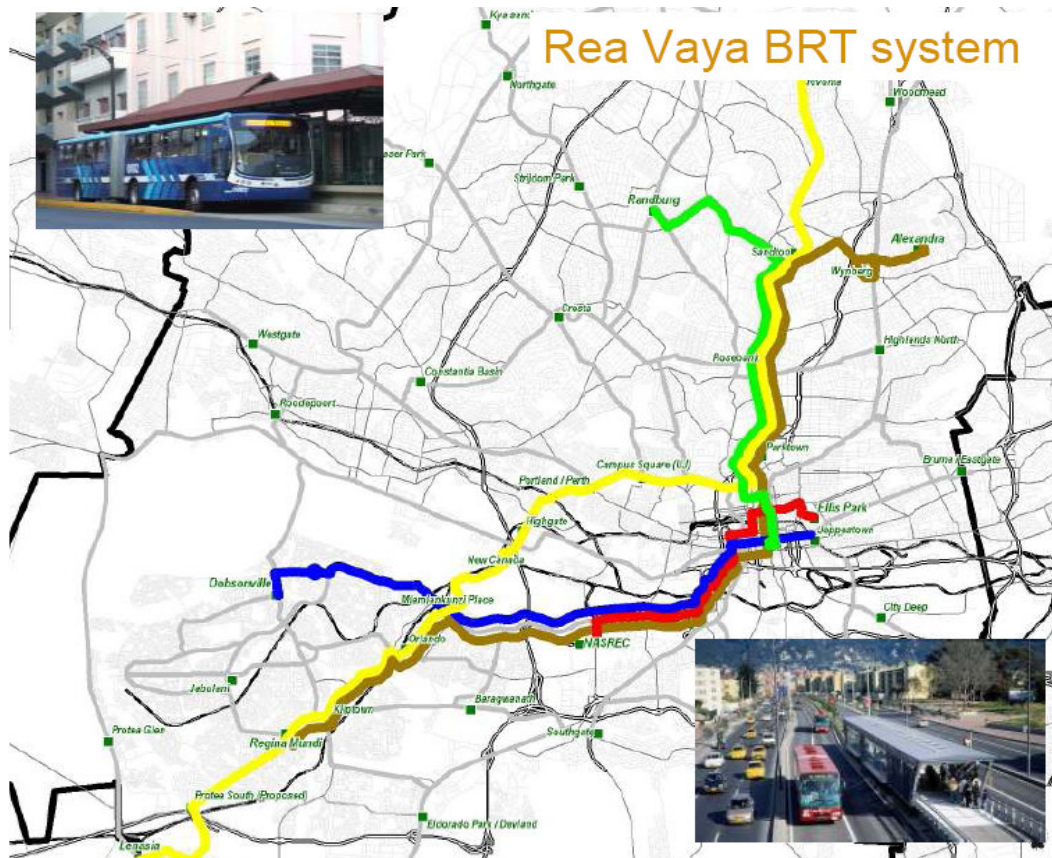 Rea Vaya BRT system
Northgate
Woodmead
Strijdom Park
Randburg
Alexandra
Sandton
Wynberg
Cresta
Westgate
Highlands North
Rosebank
Constantia Basin
Roodepoort
Parktown
Bruma / Eastgate
Campus Square (UJ)
Portland / Perth
Ellis Park
Highgate
Jeppestown
New Canada
Dobsonville
Mlamlankunzi Place
City Deep
Orlando
NASREC
Jabulani
Kliptown
Baragwanath
Protea Glen
Regina Mundi
Southgate
Protea South (Proposed)
Eldorado Park / Devland
Lenasia